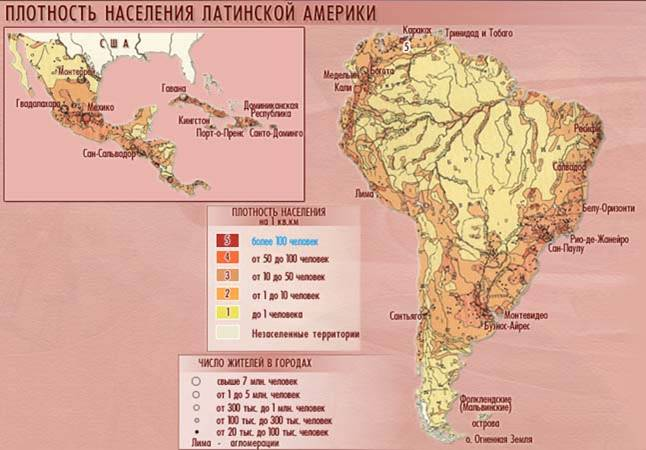 ПЛОТНОСТЬ НАСЕЛЕНИЯ ЛАТИНСКОЙ АМЕРИКИ
США
Монтеррей
Гвадалахара
Мехико
Гавана
Доминиканская
Республика
Кингстон
Порт-о-Пренс
Санто-Доминго
Сан-Сальвадор
Каракас
Тринидад и Тобаго
5
Медельин
Богота
Кали
Ресифи
Салвадор
Лима
Белу-Оризонти
Рио-де-Жанейро
Сан-Паулу
Сантьяго
Монтевидео
Буэнос-Айрес
Фолклендские
(Мальвинские)
острова
о. Огненная Земля
ПЛОТНОСТЬ НАСЕЛЕНИЯ
на 1 кв.км
5 более 100 человек
4 от 50 до 100 человек
3 от 10 до 50 человек
2 от 1 до 10 человек
1 до 1 человека
Незаселенные территории
ЧИСЛО ЖИТЕЛЕЙ В ГОРОДАХ
свыше 7 млн. человек
от 1 до 5 млн. человек
от 300 тыс. до 1 млн. человек
от 100 тыс. до 300 тыс. человек
от 20 тыс. до 100 тыс. человек
Лима - агломерации